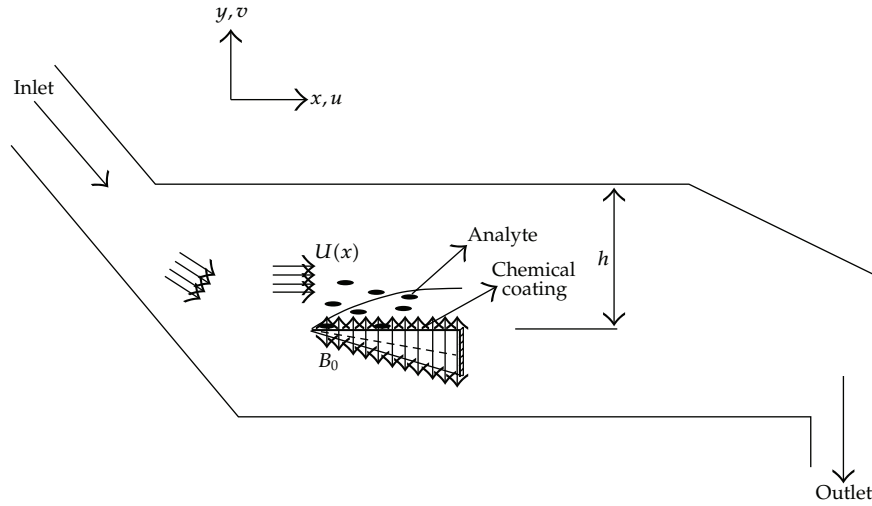 y, v
Inlet
x, u
Analyte
U(x)
h
Chemical
coating
B0
Outlet